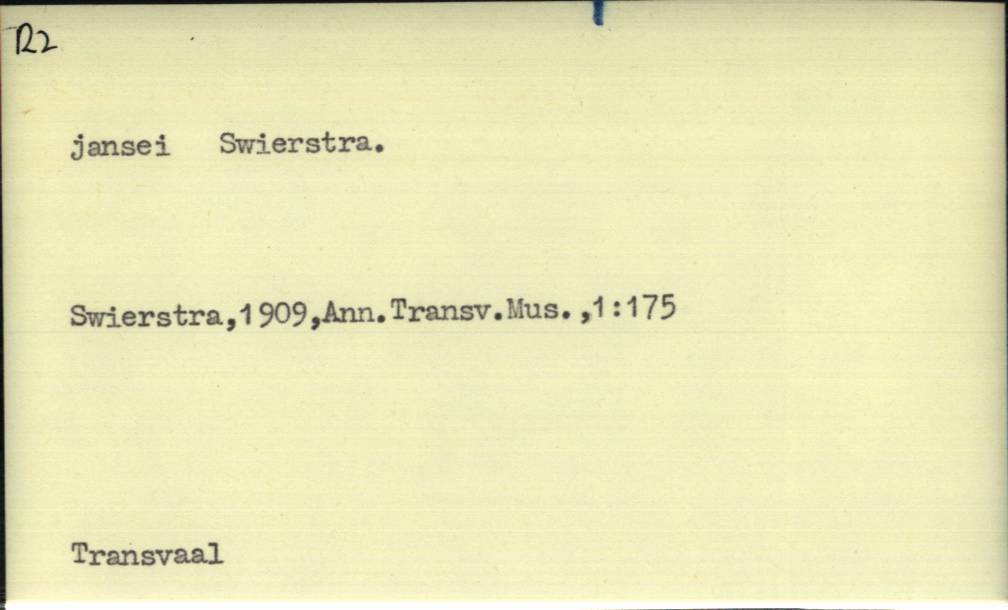 R2
jansei Swierstra.
Swierstra,1909,Ann.Transv.Mus.,1:175
Transvaal